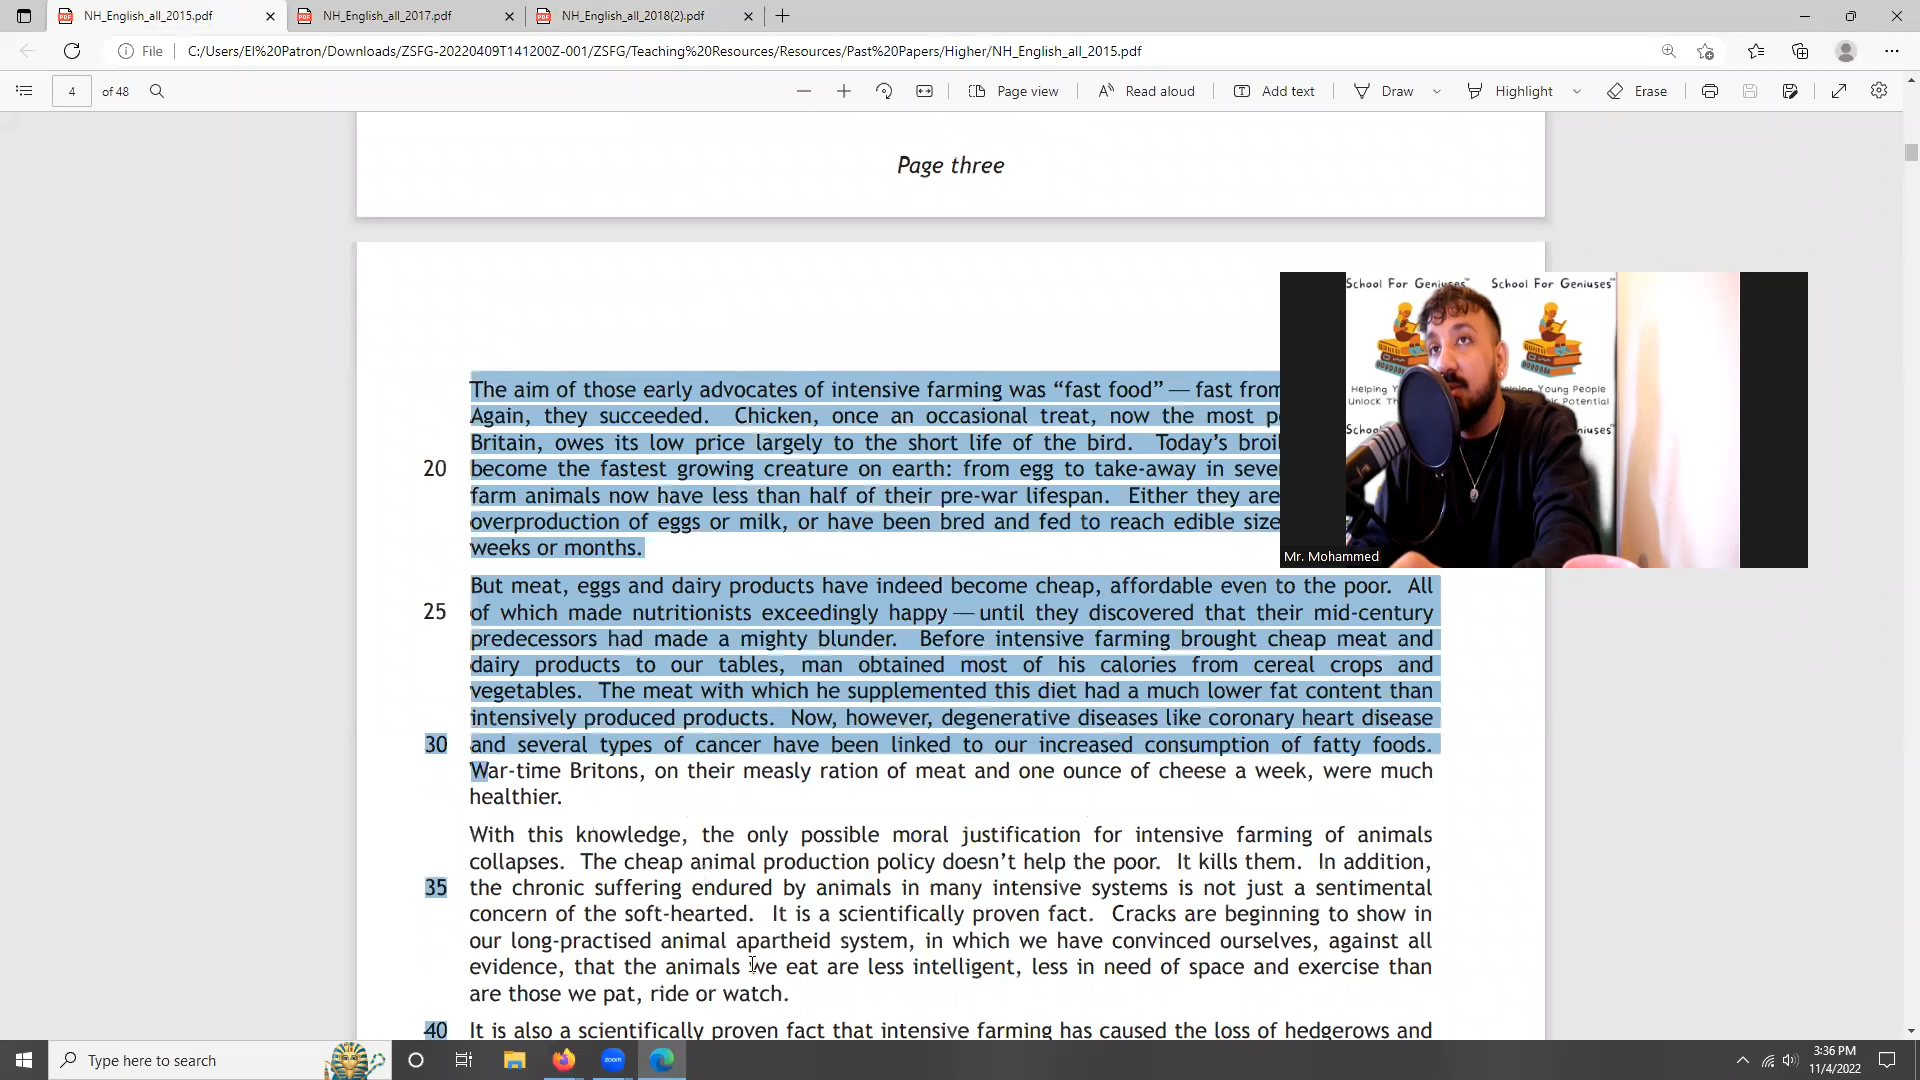 NH_English_all_2015.pdf
NH_English_all_2017.pdf
NH_English_all_2018(2).pdf
File
C:/Users/El%20Patron/Downloads/ZSFG-20220409T141200Z-001/ZSFG/Teaching%20Resources/Resources/Past%20Papers/Higher/NH_English_all_2015.pdf
4 of 48
Page view
Read aloud
Add text
Draw
Highlight
Erase
Page three
The aim of those early advocates of intensive farming was “fast food” — fast from
Again, they succeeded. Chicken, once an occasional treat, now the most
Britain, owes its low price largely to the short life of the bird. Today’s
20 become the fastest growing creature on earth: from egg to take-away in
farm animals now have less than half of their pre-war lifespan. Either they are
overproduction of eggs or milk, or have been bred and fed to reach edible size
weeks or months.
But meat, eggs and dairy products have indeed become cheap, affordable even to the poor. All
25 of which made nutritionists exceedingly happy — until they discovered that their mid-century
predecessors had made a mighty blunder. Before intensive farming brought cheap meat and
dairy products to our tables, man obtained most of his calories from cereal crops and
vegetables. The meat with which he supplemented this diet had a much lower fat content than
intensively produced products. Now, however, degenerative diseases like coronary heart disease
30 and several types of cancer have been linked to our increased consumption of fatty foods.
War-time Britons, on their measly ration of meat and one ounce of cheese a week, were much
healthier.
With this knowledge, the only possible moral justification for intensive farming of animals
collapses. The cheap animal production policy doesn’t help the poor. It kills them. In addition,
35 the chronic suffering endured by animals in many intensive systems is not just a sentimental
concern of the soft-hearted. It is a scientifically proven fact. Cracks are beginning to show in
our long-practised animal apartheid system, in which we have convinced ourselves, against all
evidence, that the animals we eat are less intelligent, less in need of space and exercise than
are those we pat, ride or watch.
40 It is also a scientifically proven fact that intensive farming has caused the loss of hedgerows and
School For Geniuses™
School For Geniuses™
Helping
Helping Young People
Unlock
Potential
Mr. Mohammed
Type here to search
zoom
3:36 PM
11/4/2022